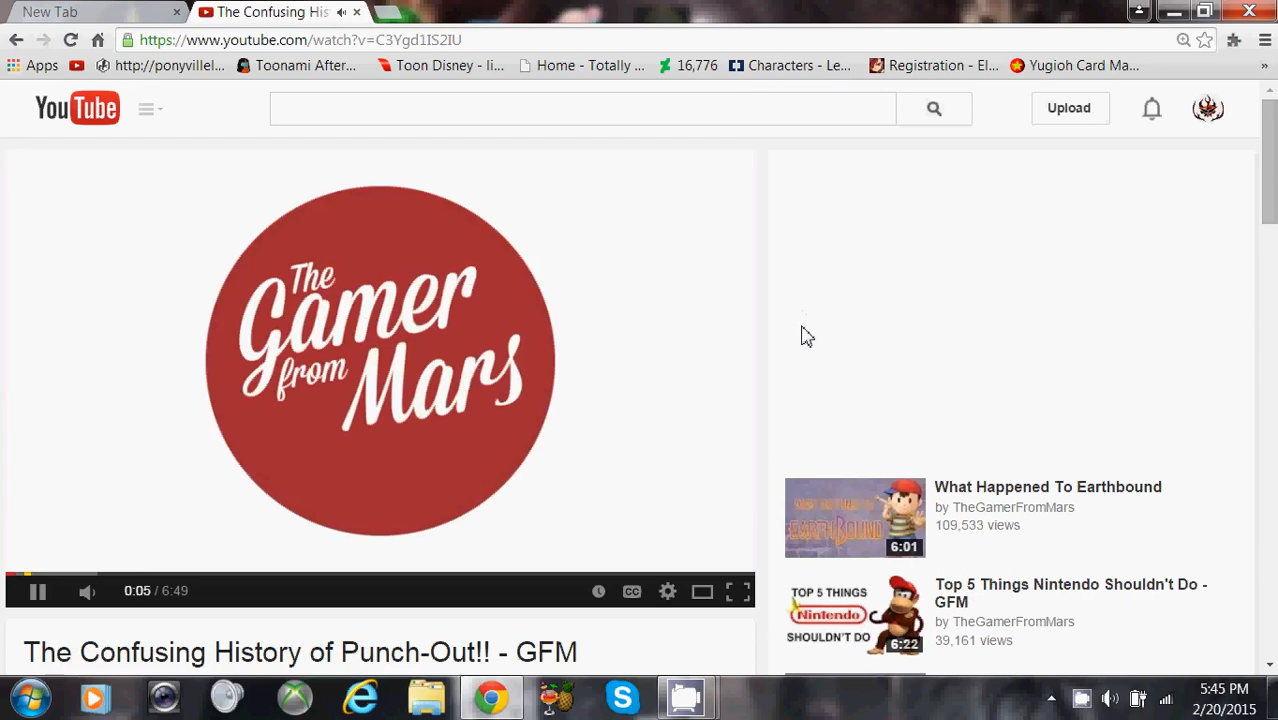 New Tab
The Confusing His
https://www.youtube.com/watch?v=C3Ygd1IS2IU
Apps
http://ponyvillel...
Toonami After...
Toon Disney - li...
Home - Totally ...
16,776
Characters - Le...
Registration - El...
Yugioh Card Ma...
»
YouTube
Upload
The
Gamer
from
Mars
What Happened To Earthbound
by TheGamerFromMars
109,533 views
EARTHBOUND
6:01
Top 5 Things Nintendo Shouldn't Do -
GFM
by TheGamerFromMars
39,161 views
TOP 5 THINGS
Nintendo
SHOULDN'T DO
6:22
0:05 / 6:49
CC
The Confusing History of Punch-Out!! - GFM
5:45 PM
2/20/2015